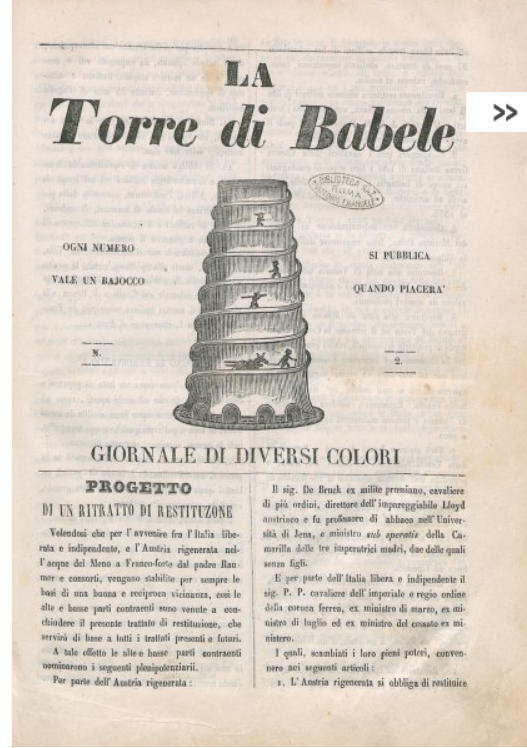 LA
Torre di Babele
BIBLIOTECA NAZ.
ROMA
VITTORIO EMANUELE
OGNI NUMERO
VALE UN BAJOCCO
SI PUBBLICA
QUANDO PIACERA'
N.
2.
GIORNALE DI DIVERSI COLORI
PROGETTO
DI UN RITRATTO DI RESTITUZONE
Volendosi che per l'avvenire fra l'Italia libe-
rata e indipendente, e l'Austria rigenerata nel-
l'acque del Meno a Franco-forte dal padre Rau-
mer e consorti, vengano stabilite per sempre le
basi di una buona e reciproca vicinanza, così le
alte e basse parti contraenti sono venute a con-
chiudere il presente trattato di restituzione, che
servirà di base a tutti i trattati presenti e futuri.
A tale effetto le alte e basse parti contraenti
nominarono i seguenti plenipotenziarii.
Per parte dell'Austria rigenerata :
Il sig. De Bruck ex milite prussiano, cavaliere
di più ordini, direttore dell'impareggiabile Lloyd
austriaco e fu professore di abbaco nell'Univer-
sità di Jena, e ministro sub speratis della Ca-
marilla delle tre imperatrici madri, due delle quali
senza figli.
E per parte dell'Italia libera e indipendente il
sig. P. P. cavaliere dell'imperiale e regio ordine
della corona ferrea, ex ministro di marzo, ex mi-
nistro di luglio ed ex ministro del cessato ex mi-
nistero.
I quali, scambiati i loro pieni poteri, conven-
nero nei seguenti articoli :
1. L'Austria rigenerata si obbliga di restituire